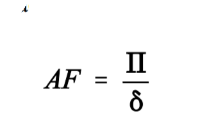 AF = Π / δ